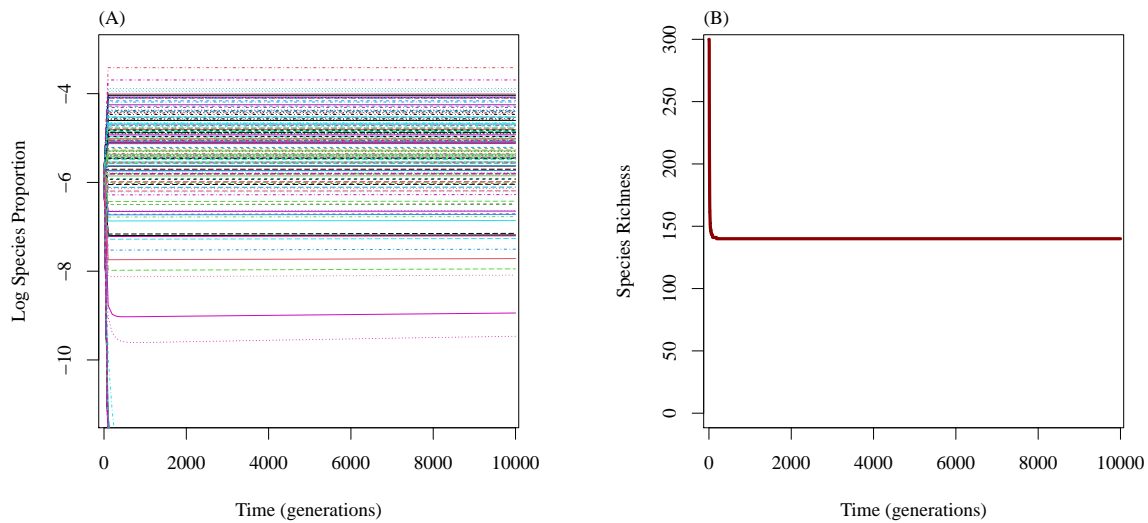 (A)
Log Species Proportion
−4
−6
−8
−10
0 2000 4000 6000 8000 10000
Time (generations)
(B)
Species Richness
300
250
200
150
100
50
0
0 2000 4000 6000 8000 10000
Time (generations)